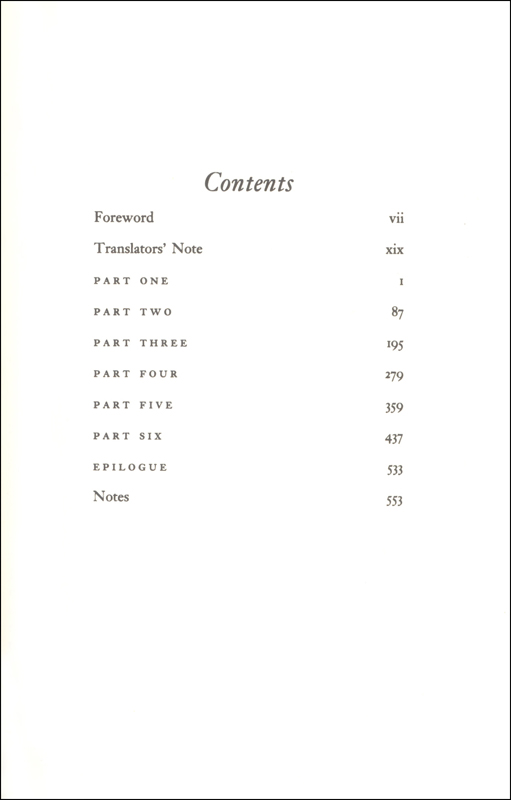 Contents
Foreword vii
Translators' Note xix
PART ONE 1
PART TWO 87
PART THREE 195
PART FOUR 279
PART FIVE 359
PART SIX 437
EPILOGUE 533
Notes 553